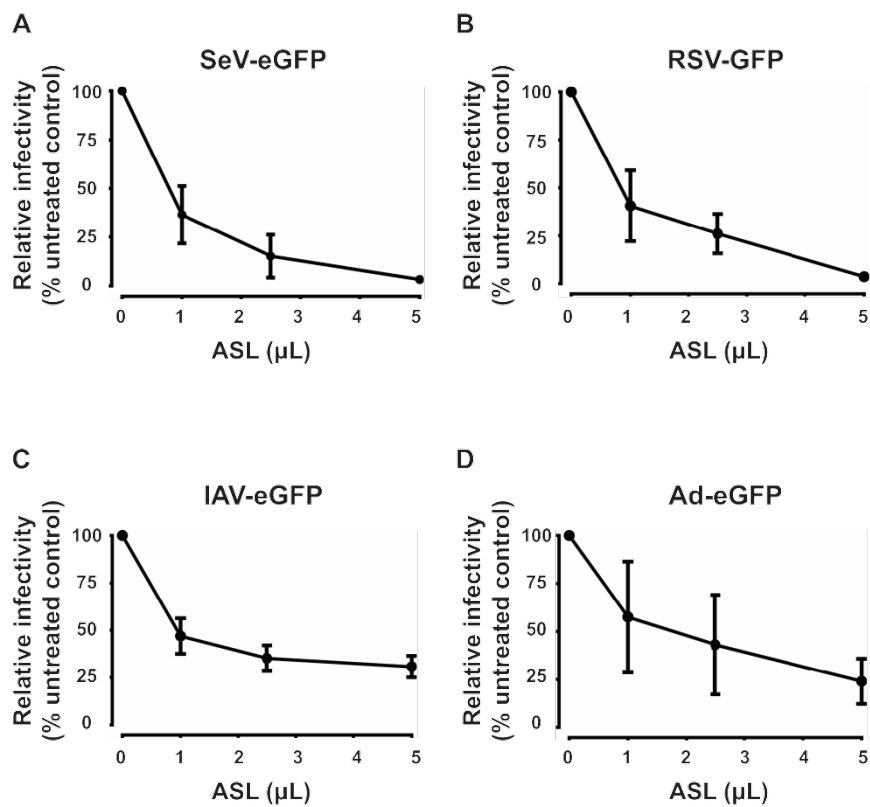 A
SeV-eGFP
Relative infectivity
(% untreated control)
100
75
50
25
0
0 1 2 3 4 5
ASL (µL)
B
RSV-GFP
Relative infectivity
(% untreated control)
100
75
50
25
0
0 1 2 3 4 5
ASL (µL)
C
IAV-eGFP
Relative infectivity
(% untreated control)
100
75
50
25
0
0 1 2 3 4 5
ASL (µL)
D
Ad-eGFP
Relative infectivity
(% untreated control)
100
75
50
25
0
0 1 2 3 4 5
ASL (µL)